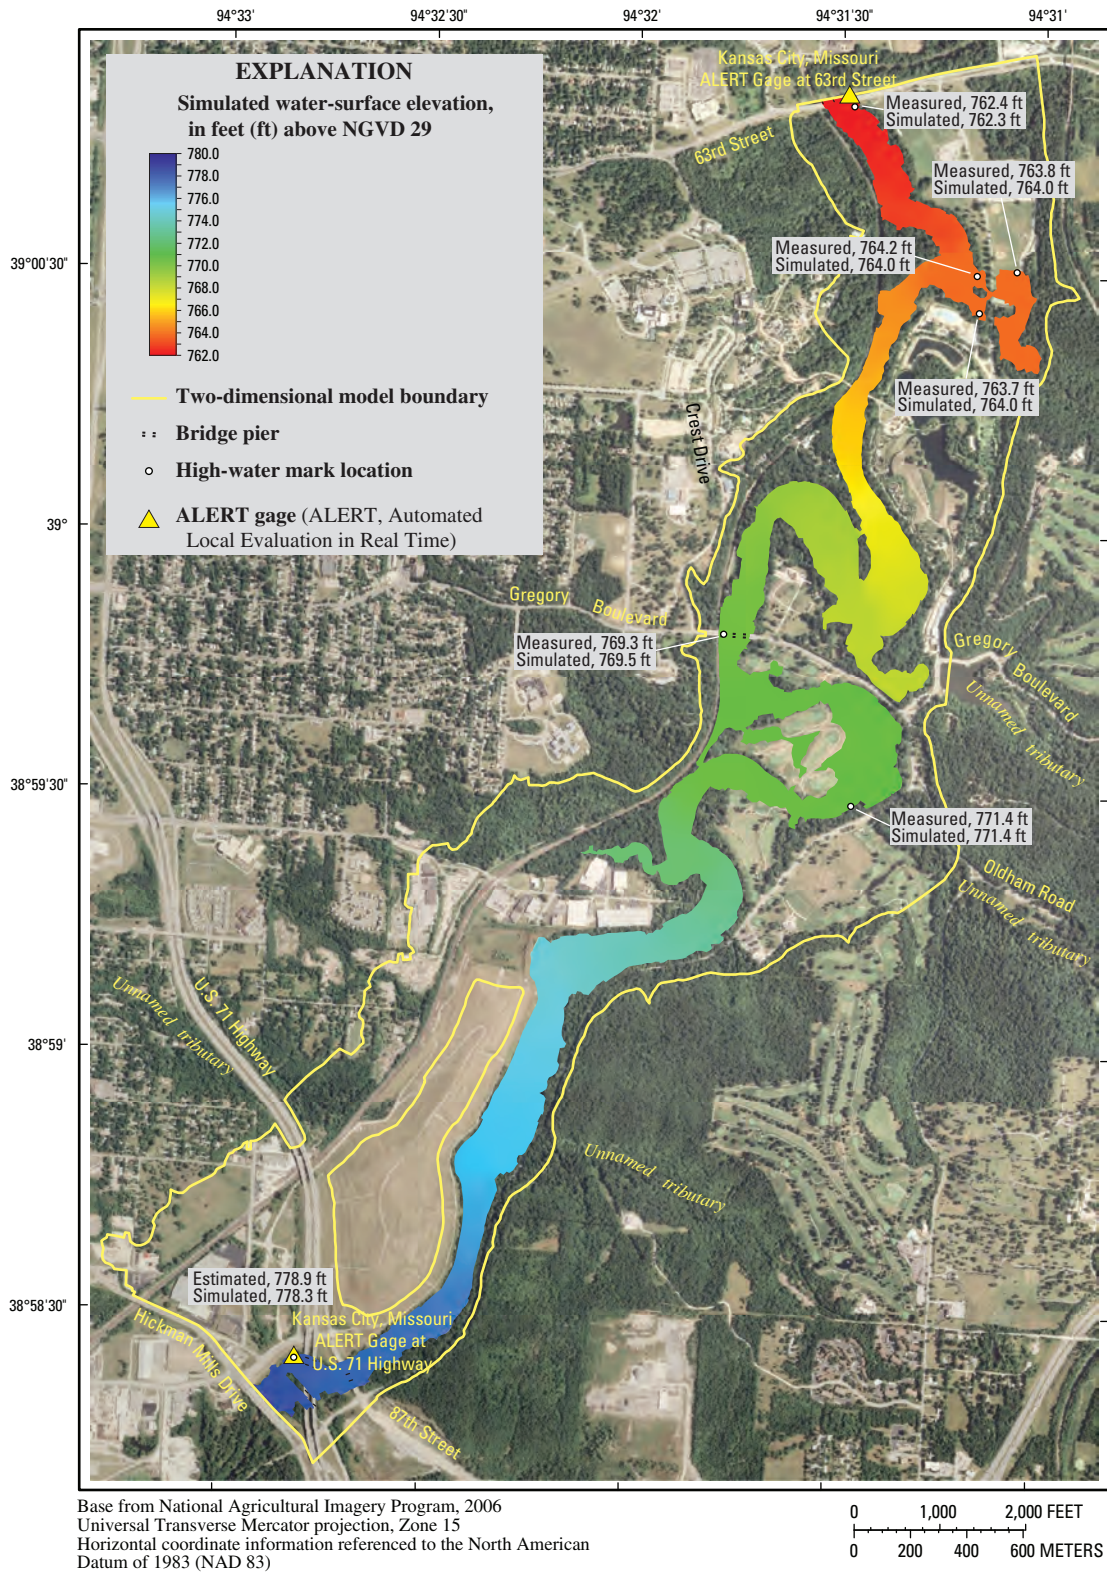 94°33'
94°32'30"
94°32'
94°31'30"
94°31'
EXPLANATION
Simulated water-surface elevation,
in feet (ft) above NGVD 29
780.0
778.0
776.0
774.0
772.0
770.0
768.0
766.0
764.0
762.0
Two-dimensional model boundary
Bridge pier
High-water mark location
ALERT gage (ALERT, Automated
Local Evaluation in Real Time)
Kansas City, Missouri
ALERT Gage at 63rd Street
Measured, 762.4 ft
Simulated, 762.3 ft
63rd Street
Measured, 763.8 ft
Simulated, 764.0 ft
Measured, 764.2 ft
Simulated, 764.0 ft
39°00'30"
Measured, 763.7 ft
Simulated, 764.0 ft
Crest Drive
39°
Gregory Boulevard
Measured, 769.3 ft
Simulated, 769.5 ft
Gregory Boulevard
Unnamed tributary
38°59'30"
Measured, 771.4 ft
Simulated, 771.4 ft
Oldham Road
Unnamed tributary
U.S. 71 Highway
Unnamed tributary
38°59'
Unnamed tributary
Estimated, 778.9 ft
Simulated, 778.3 ft
38°58'30"
Kansas City, Missouri
ALERT Gage at
U.S. 71 Highway
Hickman Mills Drive
87th Street
Base from National Agricultural Imagery Program, 2006
Universal Transverse Mercator projection, Zone 15
Horizontal coordinate information referenced to the North American
Datum of 1983 (NAD 83)
0 1,000 2,000 FEET
0 200 400 600 METERS